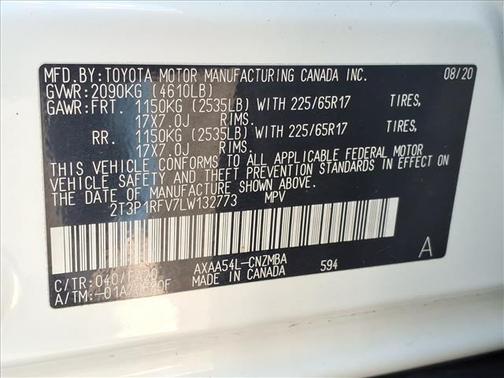 MFD.BY:TOYOTA MOTOR MANUFACTURING CANADA INC. 08/20
GVWR:2090KG (4610LB)
GAWR:FRT. 1150KG (2535LB) WITH 225/65R17 TIRES,
17X7.0J RIMS.
RR. 1150KG (2535LB) WITH 225/65R17 TIRES,
17X7.0J RIMS.
THIS VEHICLE CONFORMS TO ALL APPLICABLE FEDERAL MOTOR
VEHICLE SAFETY AND THEFT PREVENTION STANDARDS IN EFFECT ON
THE DATE OF MANUFACTURE SHOWN ABOVE.
2T3P1RFV7LW132773 MPV
C/TR: 040/ AXAA54L-CNZMBA A
A/TM: MADE IN CANADA 594